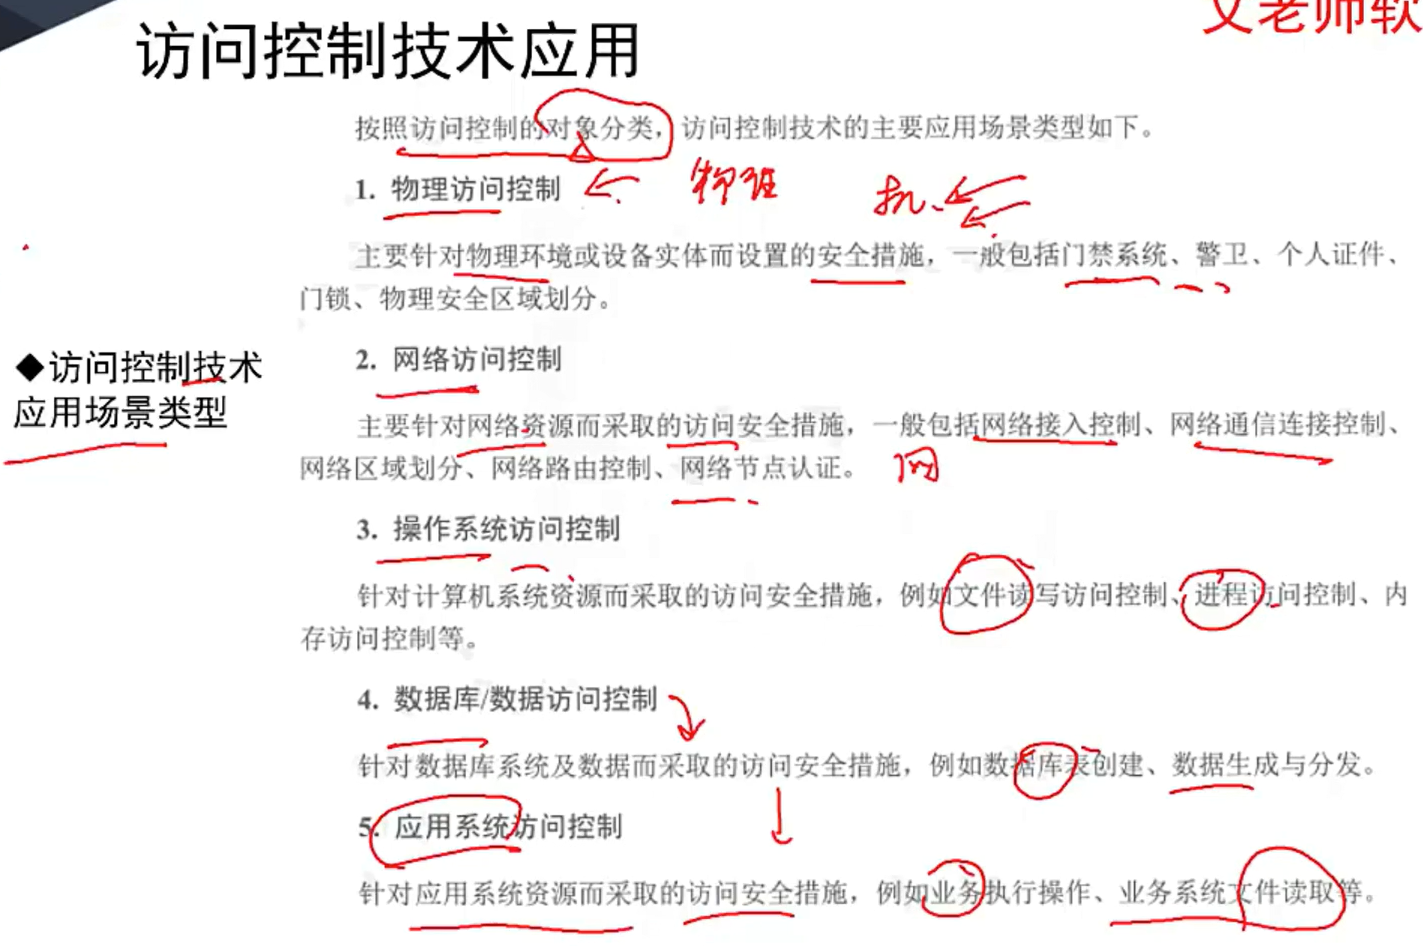 文老师软
访问控制技术应用
按照访问控制的对象分类，访问控制技术的主要应用场景类型如下。
1. 物理访问控制
物理
机
主要针对物理环境或设备实体而设置的安全措施，一般包括门禁系统、警卫、个人证件、
门锁、物理安全区域划分。
◆访问控制技术
应用场景类型
2. 网络访问控制
主要针对网络资源而采取的访问安全措施，一般包括网络接入控制、网络通信连接控制、
网络区域划分、网络路由控制、网络节点认证。
网
3. 操作系统访问控制
针对计算机系统资源而采取的访问安全措施，例如文件读写访问控制、进程访问控制、内
存访问控制等。
4. 数据库/数据访问控制
针对数据库系统及数据而采取的访问安全措施，例如数据库表创建、数据生成与分发。
5. 应用系统访问控制
针对应用系统资源而采取的访问安全措施，例如业务执行操作、业务系统文件读取等。